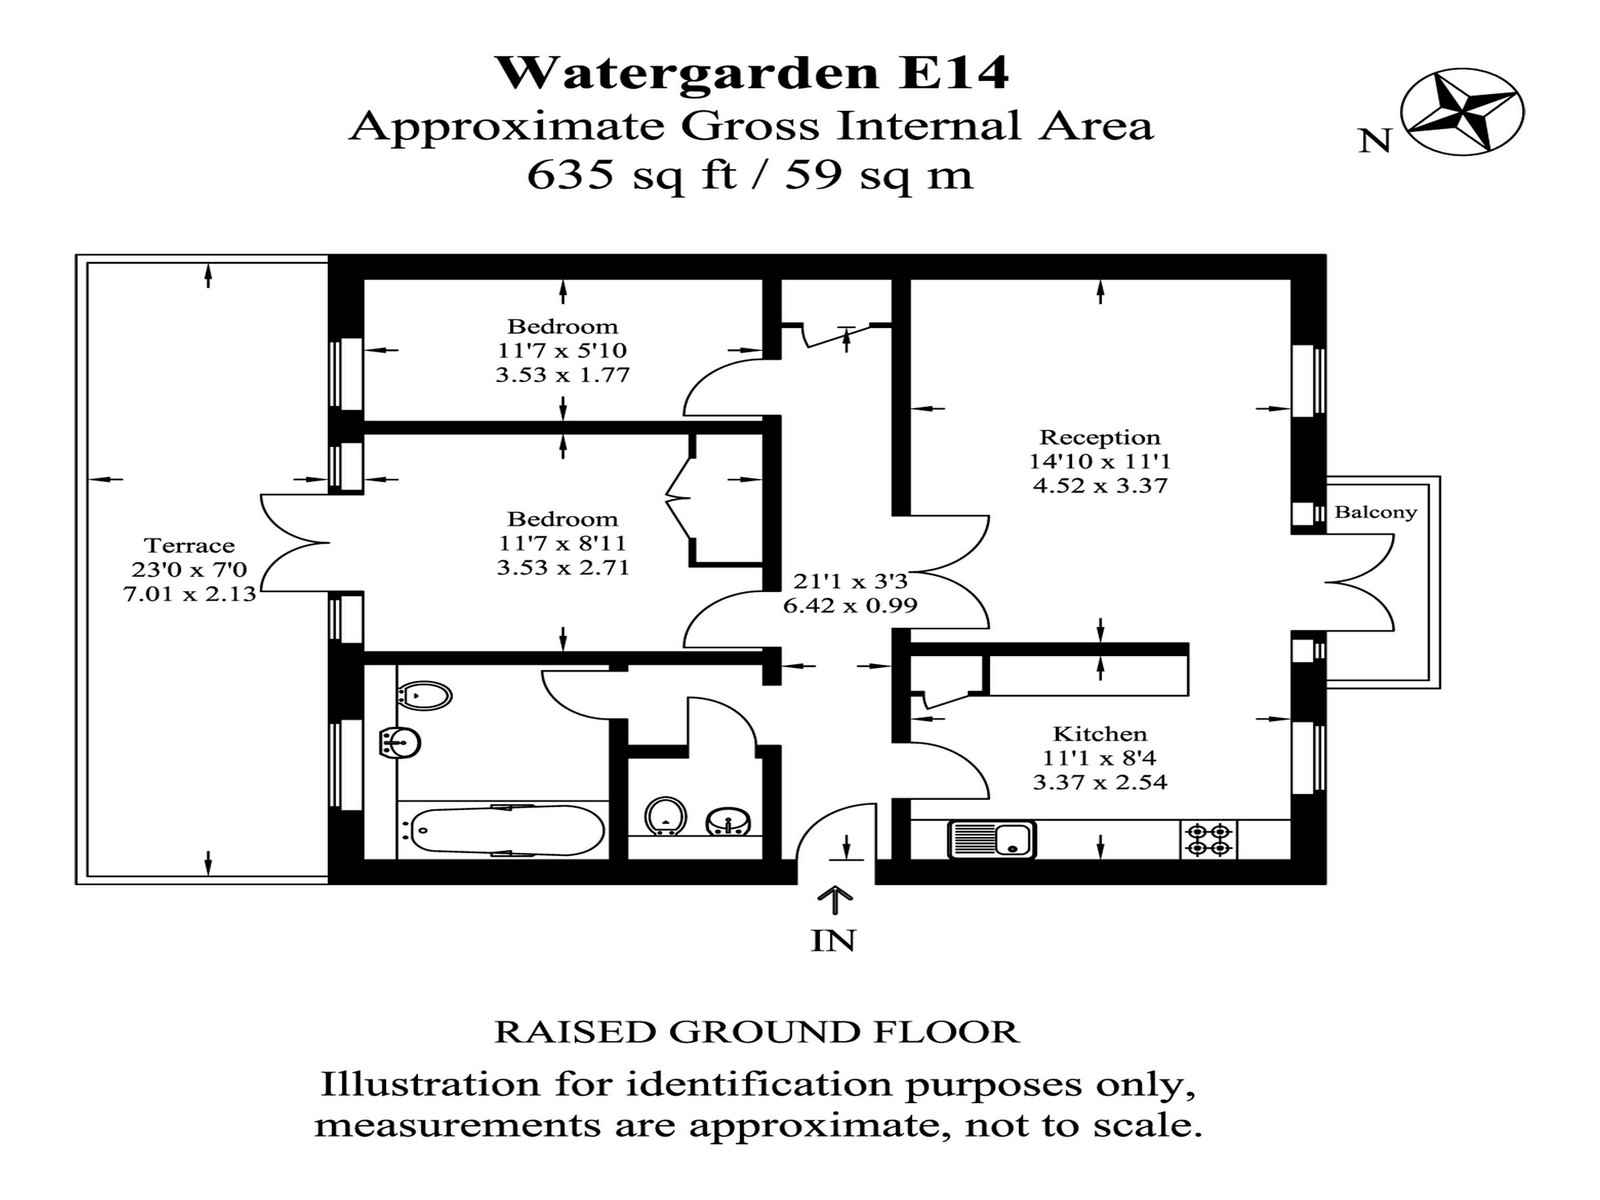 Watergarden E14
Approximate Gross Internal Area
635 sq ft / 59 sq m
N
Bedroom
11'7 x 5'10
3.53 x 1.77
Reception
14'10 x 11'1
4.52 x 3.37
Balcony
Bedroom
11'7 x 8'11
3.53 x 2.71
Terrace
23'0 x 7'0
7.01 x 2.13
21'1 x 3'3
6.42 x 0.99
Kitchen
11'1 x 8'4
3.37 x 2.54
IN
RAISED GROUND FLOOR
Illustration for identification purposes only,
measurements are approximate, not to scale.